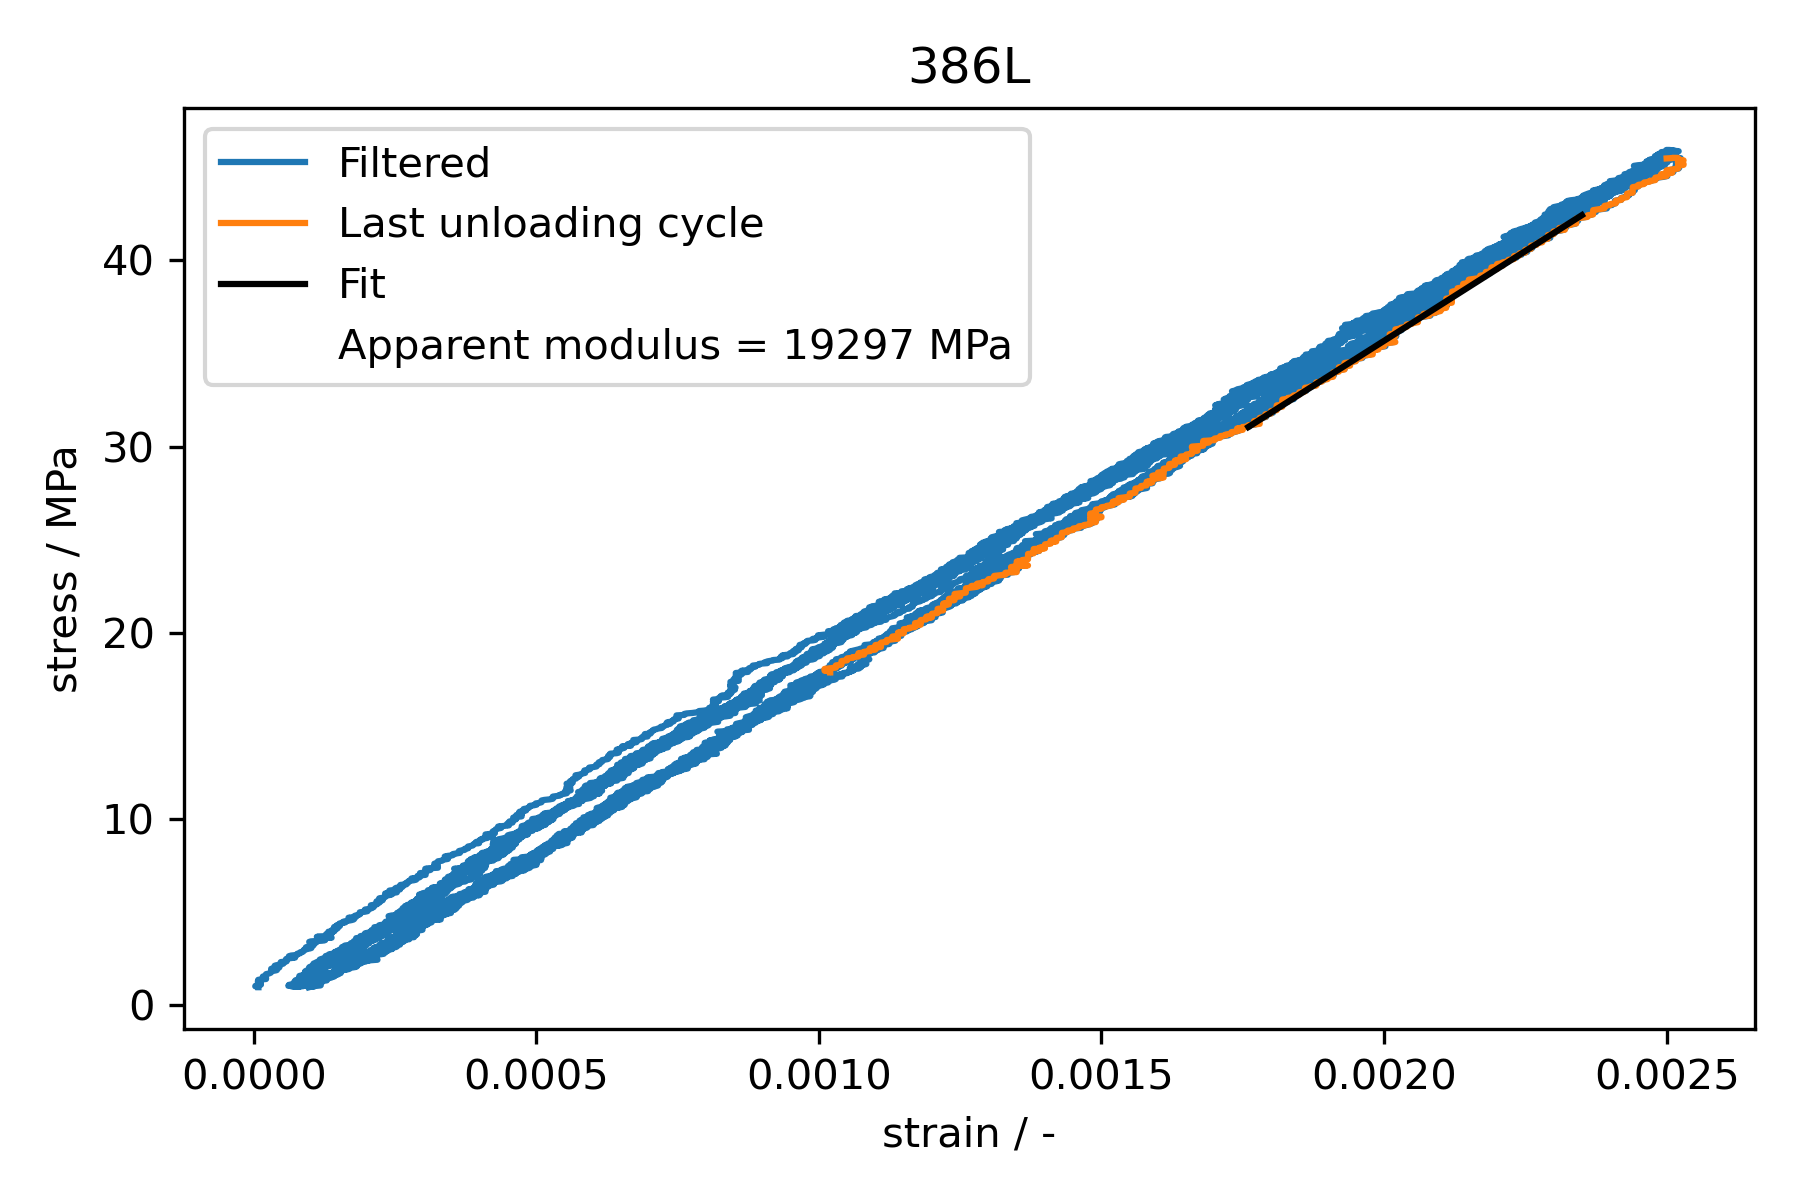 386L
Filtered
Last unloading cycle
Fit
Apparent modulus = 19297 MPa
stress / MPa
40
30
20
10
0
0.0000 0.0005 0.0010 0.0015 0.0020 0.0025
strain / -